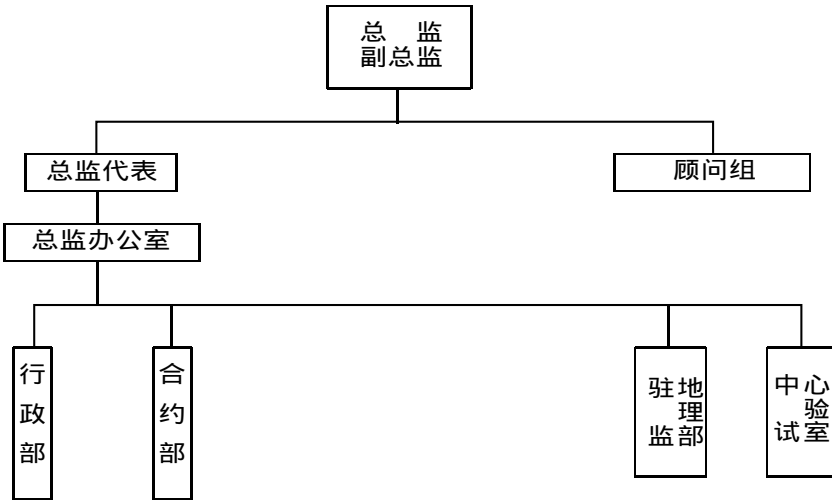 总 监
副总监
总监代表
顾问组
总监办公室
行政部
合约部
驻地监理部
中心试验室